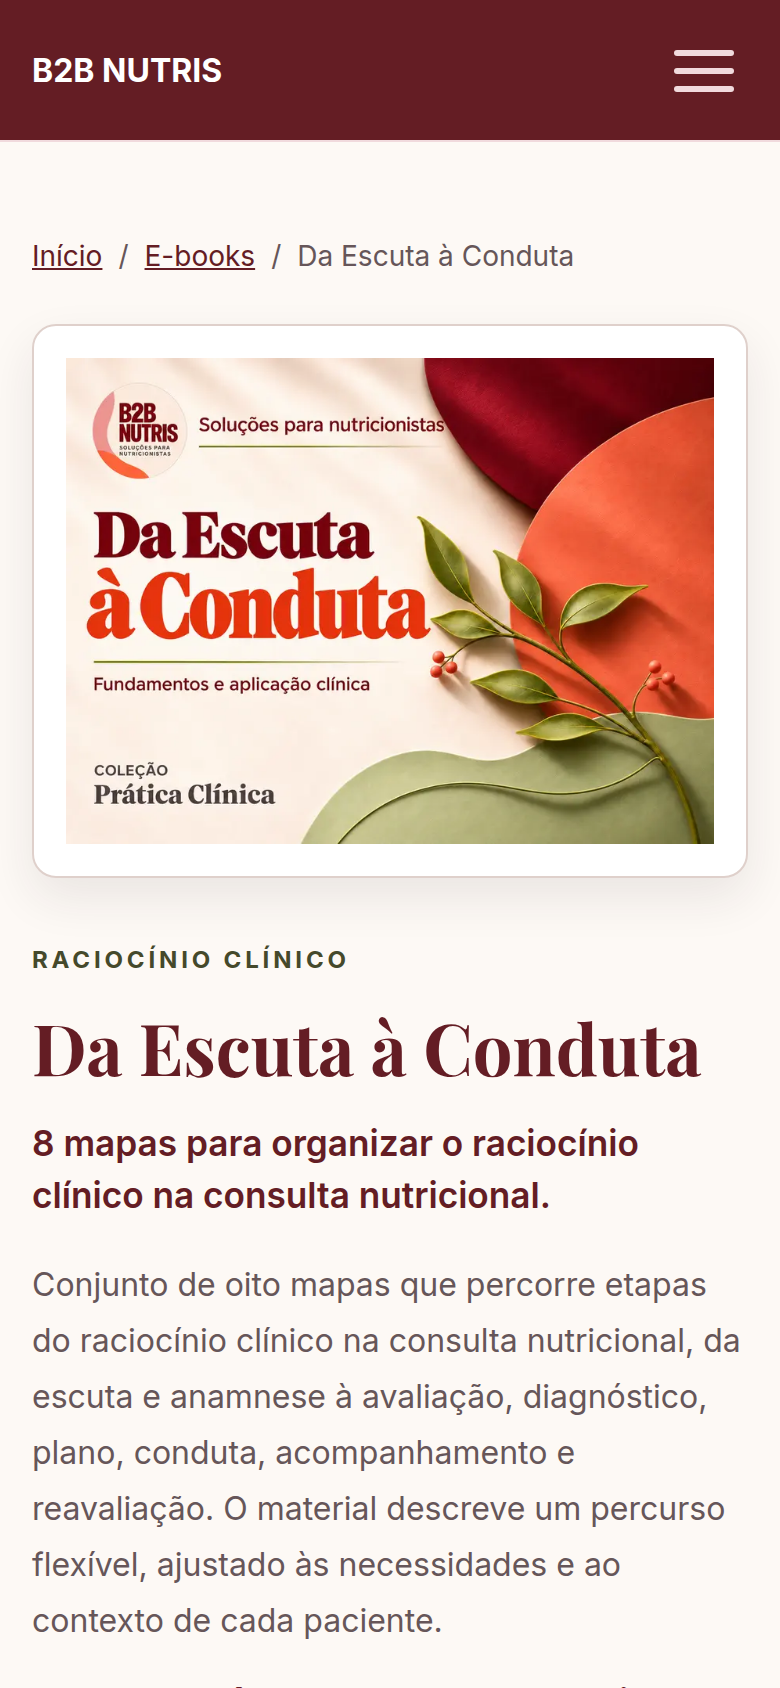 B2B NUTRIS
Início / E-books / Da Escuta à Conduta
B2B
NUTRIS
SOLUÇÕES PARA
NUTRICIONISTAS
Soluções para nutricionistas
Da Escuta
à Conduta
Fundamentos e aplicação clínica
COLEÇÃO
Prática Clínica
RACIOCÍNIO CLÍNICO
Da Escuta à Conduta
8 mapas para organizar o raciocínio
clínico na consulta nutricional.
Conjunto de oito mapas que percorre etapas
do raciocínio clínico na consulta nutricional, da
escuta e anamnese à avaliação, diagnóstico,
plano, conduta, acompanhamento e
reavaliação. O material descreve um percurso
flexível, ajustado às necessidades e ao
contexto de cada paciente.